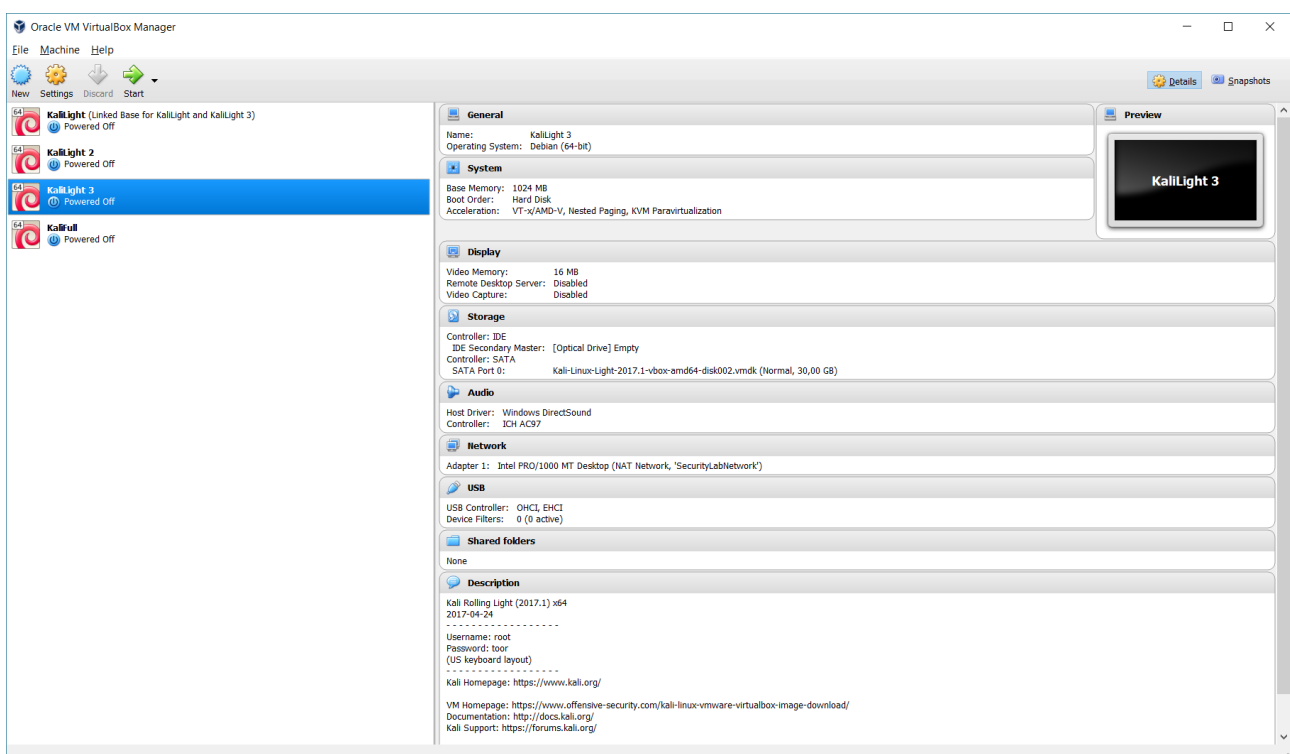 Oracle VM VirtualBox Manager
File Machine Help
New Settings Discard Start
Details Snapshots
64
KaliLight (Linked Base for KaliLight and KaliLight 3)
Powered Off
64
KaliLight 2
Powered Off
64
KaliLight 3
Powered Off
64
KaliFull
Powered Off
General
Name: KaliLight 3
Operating System: Debian (64-bit)
System
Base Memory: 1024 MB
Boot Order: Hard Disk
Acceleration: VT-x/AMD-V, Nested Paging, KVM Paravirtualization
Preview
KaliLight 3
Display
Video Memory: 16 MB
Remote Desktop Server: Disabled
Video Capture: Disabled
Storage
Controller: IDE
IDE Secondary Master: [Optical Drive] Empty
Controller: SATA
SATA Port 0: Kali-Linux-Light-2017.1-vbox-amd64-disk002.vmdk (Normal, 30,00 GB)
Audio
Host Driver: Windows DirectSound
Controller: ICH AC97
Network
Adapter 1: Intel PRO/1000 MT Desktop (NAT Network, 'SecurityLabNetwork')
USB
USB Controller: OHCI, EHCI
Device Filters: 0 (0 active)
Shared folders
None
Description
Kali Rolling Light (2017.1) x64
2017-04-24
- - - - - - - - - - - - - - - - - -
Username: root
Password: toor
(US keyboard layout)
- - - - - - - - - - - - - - - - - -
Kali Homepage: https://www.kali.org/
VM Homepage: https://www.offensive-security.com/kali-linux-vmware-virtualbox-image-download/
Documentation: http://docs.kali.org/
Kali Support: https://forums.kali.org/